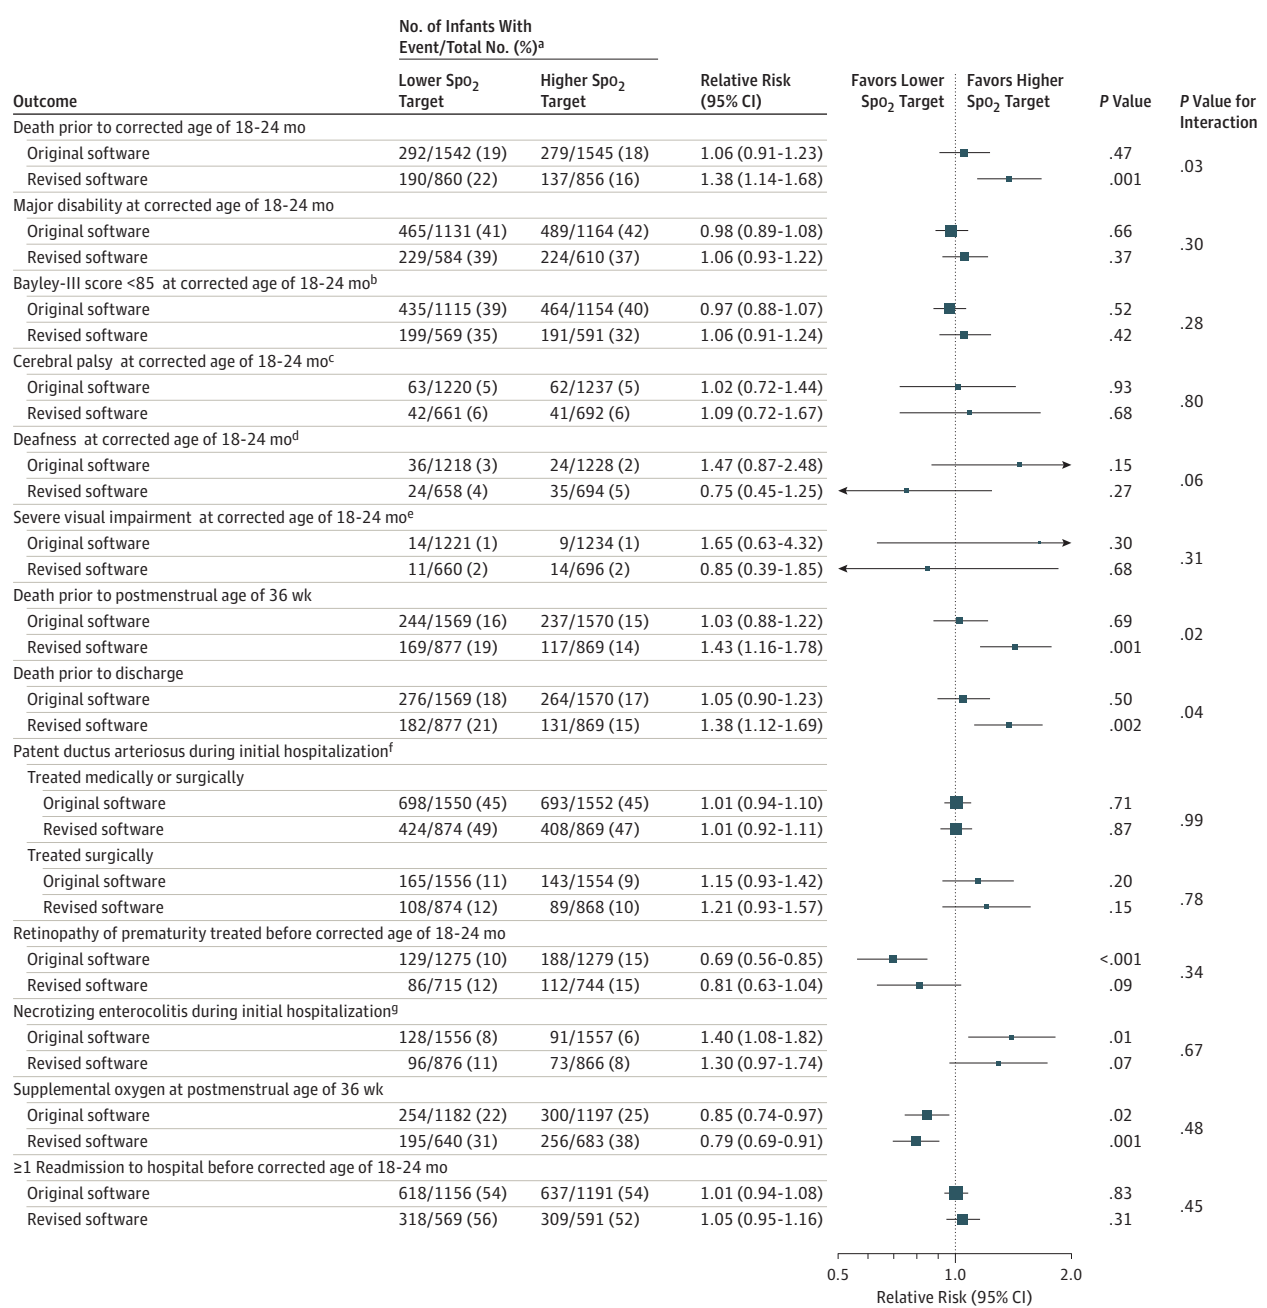 No. of Infants With
Event/Total No. (%)a
Outcome Lower SpO2 Target Higher SpO2 Target Relative Risk (95% CI) Favors Lower SpO2 Target Favors Higher SpO2 Target P Value P Value for Interaction
Death prior to corrected age of 18-24 mo
Original software 292/1542 (19) 279/1545 (18) 1.06 (0.91-1.23) .47
.03
Revised software 190/860 (22) 137/856 (16) 1.38 (1.14-1.68) .001
Major disability at corrected age of 18-24 mo
Original software 465/1131 (41) 489/1164 (42) 0.98 (0.89-1.08) .66
.30
Revised software 229/584 (39) 224/610 (37) 1.06 (0.93-1.22) .37
Bayley-III score <85 at corrected age of 18-24 mob
Original software 435/1115 (39) 464/1154 (40) 0.97 (0.88-1.07) .52
.28
Revised software 199/569 (35) 191/591 (32) 1.06 (0.91-1.24) .42
Cerebral palsy at corrected age of 18-24 moc
Original software 63/1220 (5) 62/1237 (5) 1.02 (0.72-1.44) .93
.80
Revised software 42/661 (6) 41/692 (6) 1.09 (0.72-1.67) .68
Deafness at corrected age of 18-24 mod
Original software 36/1218 (3) 24/1228 (2) 1.47 (0.87-2.48) .15
.06
Revised software 24/658 (4) 35/694 (5) 0.75 (0.45-1.25) .27
Severe visual impairment at corrected age of 18-24 moe
Original software 14/1221 (1) 9/1234 (1) 1.65 (0.63-4.32) .30
.31
Revised software 11/660 (2) 14/696 (2) 0.85 (0.39-1.85) .68
Death prior to postmenstrual age of 36 wk
Original software 244/1569 (16) 237/1570 (15) 1.03 (0.88-1.22) .69
.02
Revised software 169/877 (19) 117/869 (14) 1.43 (1.16-1.78) .001
Death prior to discharge
Original software 276/1569 (18) 264/1570 (17) 1.05 (0.90-1.23) .50
.04
Revised software 182/877 (21) 131/869 (15) 1.38 (1.12-1.69) .002
Patent ductus arteriosus during initial hospitalizationf
Treated medically or surgically
Original software 698/1550 (45) 693/1552 (45) 1.01 (0.94-1.10) .71
.99
Revised software 424/874 (49) 408/869 (47) 1.01 (0.92-1.11) .87
Treated surgically
Original software 165/1556 (11) 143/1554 (9) 1.15 (0.93-1.42) .20
.78
Revised software 108/874 (12) 89/868 (10) 1.21 (0.93-1.57) .15
Retinopathy of prematurity treated before corrected age of 18-24 mo
Original software 129/1275 (10) 188/1279 (15) 0.69 (0.56-0.85) <.001
.34
Revised software 86/715 (12) 112/744 (15) 0.81 (0.63-1.04) .09
Necrotizing enterocolitis during initial hospitalizationg
Original software 128/1556 (8) 91/1557 (6) 1.40 (1.08-1.82) .01
.67
Revised software 96/876 (11) 73/866 (8) 1.30 (0.97-1.74) .07
Supplemental oxygen at postmenstrual age of 36 wk
Original software 254/1182 (22) 300/1197 (25) 0.85 (0.74-0.97) .02
.48
Revised software 195/640 (31) 256/683 (38) 0.79 (0.69-0.91) .001
≥1 Readmission to hospital before corrected age of 18-24 mo
Original software 618/1156 (54) 637/1191 (54) 1.01 (0.94-1.08) .83
.45
Revised software 318/569 (56) 309/591 (52) 1.05 (0.95-1.16) .31
0.5 1.0 2.0
Relative Risk (95% CI)